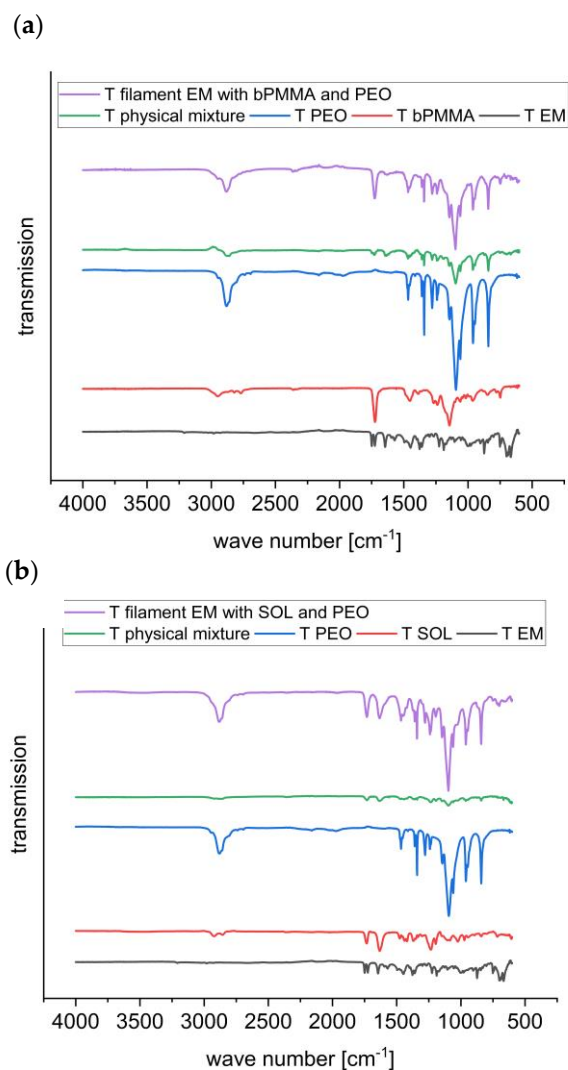 (a)
T filament EM with bPMMA and PEO
T physical mixture T PEO T bPMMA T EM
transmission
4000 3500 3000 2500 2000 1500 1000 500
wave number [cm⁻¹]
(b)
T filament EM with SOL and PEO
T physical mixture T PEO T SOL T EM
transmission
4000 3500 3000 2500 2000 1500 1000 500
wave number [cm⁻¹]